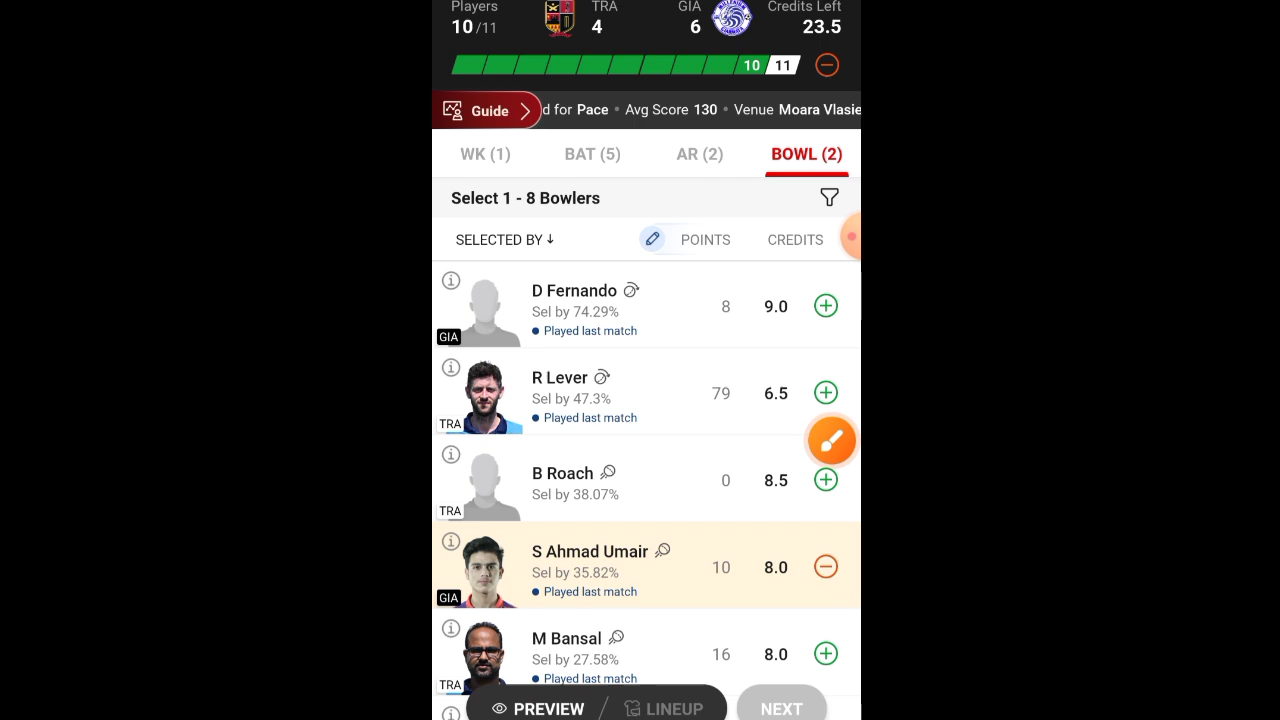 Players TRA GIA Credits Left
10/11 4 6 23.5
10 11
Guide d for Pace • Avg Score 130 • Venue Moara Vlasie
WK (1) BAT (5) AR (2) BOWL (2)
Select 1 - 8 Bowlers
SELECTED BY ↓ POINTS CREDITS
D Fernando
Sel by 74.29% 8 9.0
Played last match
GIA
R Lever
Sel by 47.3% 79 6.5
Played last match
TRA
B Roach
Sel by 38.07% 0 8.5
TRA
S Ahmad Umair
Sel by 35.82% 10 8.0
Played last match
GIA
M Bansal
Sel by 27.58% 16 8.0
Played last match
TRA
PREVIEW / LINEUP NEXT